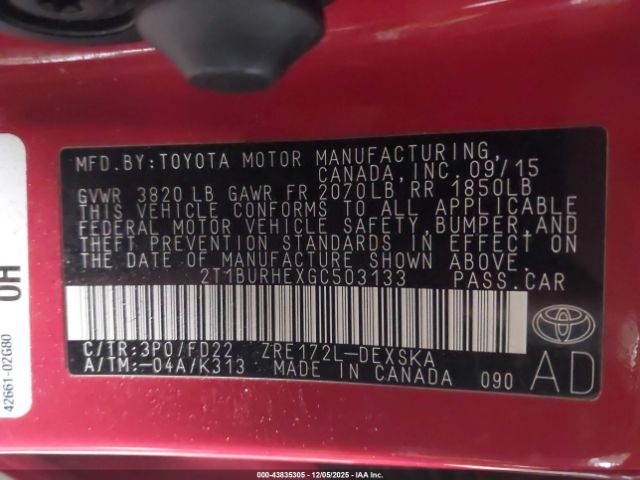 MFD.BY:TOYOTA MOTOR MANUFACTURING,
CANADA,INC. 09/15
GVWR 3820 LB GAWR FR 2070LB RR 1850LB
THIS VEHICLE CONFORMS TO ALL APPLICABLE
FEDERAL MOTOR VEHICLE SAFETY,BUMPER,AND
THEFT PREVENTION STANDARDS IN EFFECT ON
THE DATE OF MANUFACTURE SHOWN ABOVE.
2T1BURHEXGC503133 PASS.CAR
C/TR:3P0/FD22 ZRE172L-DEXSKA
A/TM:-04A/K313 MADE IN CANADA 090
AD
OH
42661-02G80
© 43835305 - 12/05/2025 - IAA Inc.